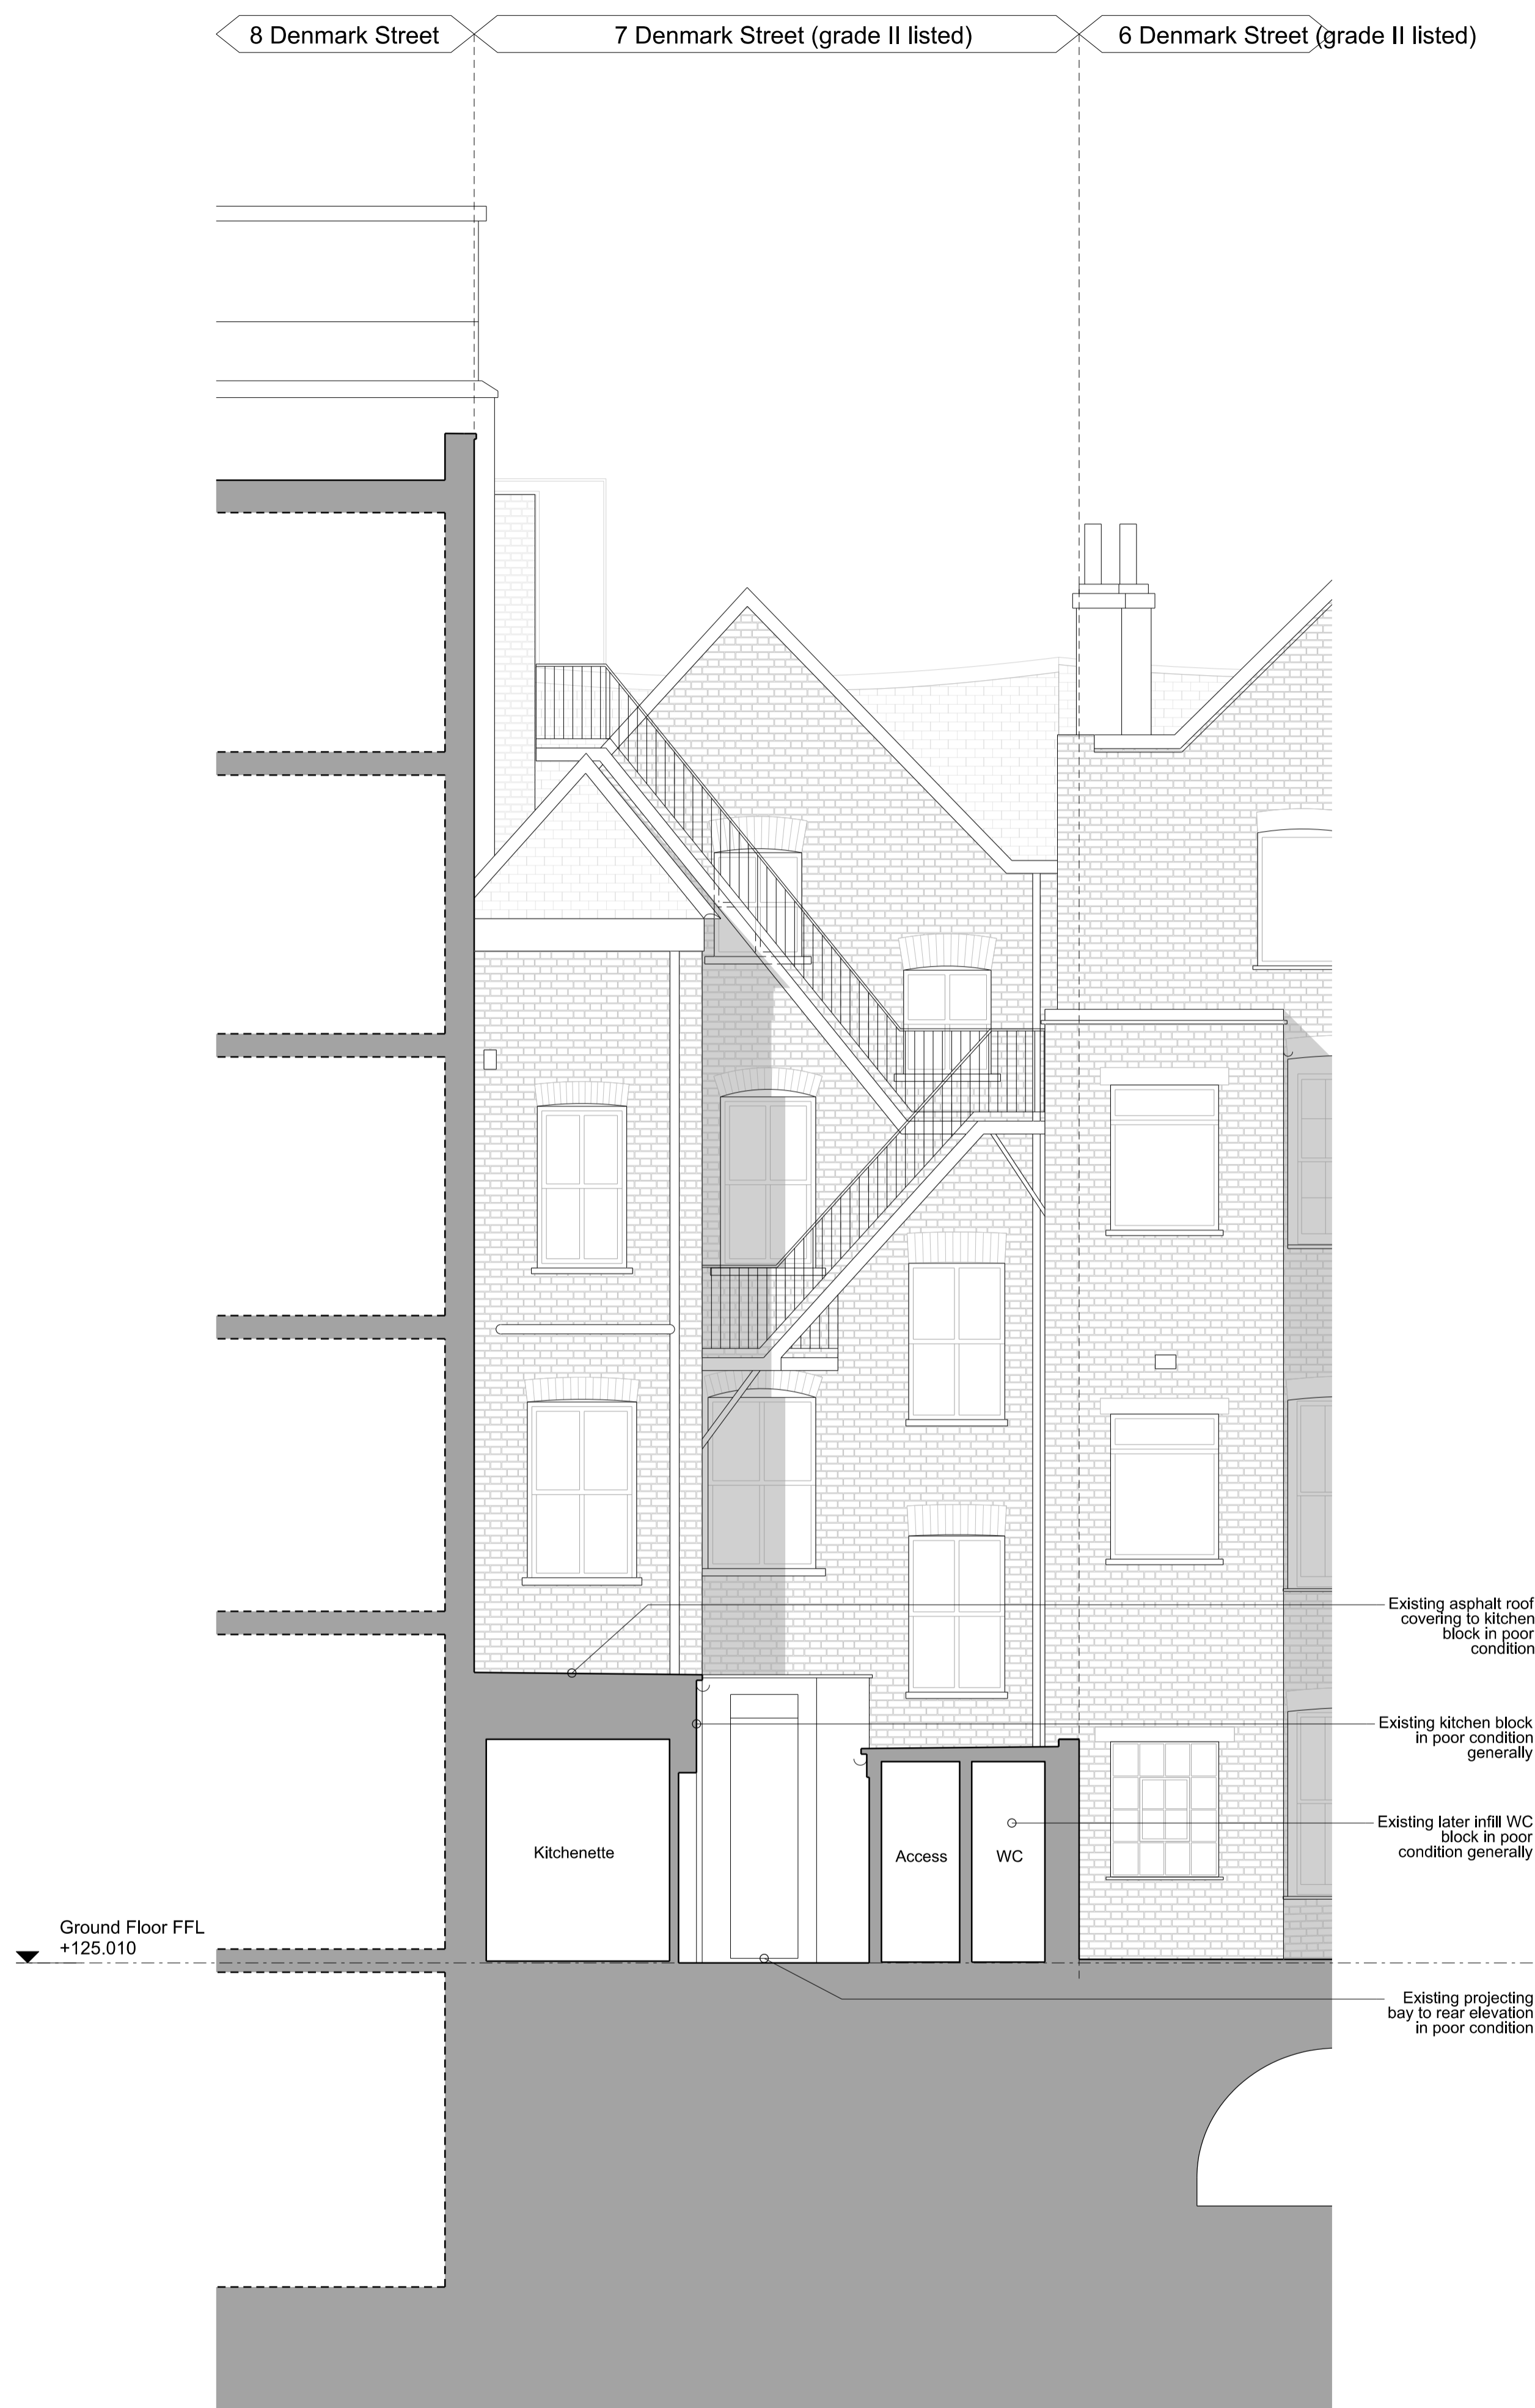 8 Denmark Street
7 Denmark Street (grade II listed)
6 Denmark Street (grade II listed)
Existing asphalt roof
covering to kitchen
block in poor
condition
Existing kitchen block
in poor condition
generally
Existing later infill WC
block in poor
condition generally
Kitchenette
Access
WC
Ground Floor FFL
+125.010
Existing projecting
bay to rear elevation
in poor condition